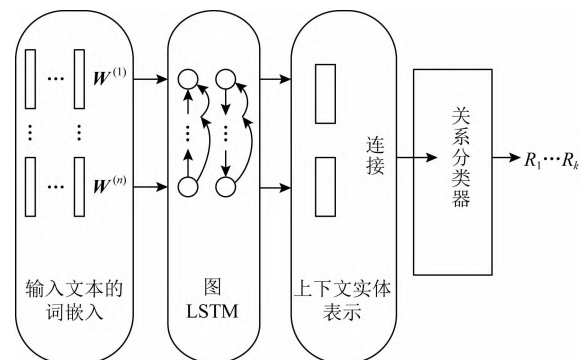 ··· W^(1)
⋮ ⋮
··· W^(n)
输入文本的
词嵌入
⋮ ⋮
图
LSTM
连接
上下文实体
表示
关系分类器
R₁···Rₖ